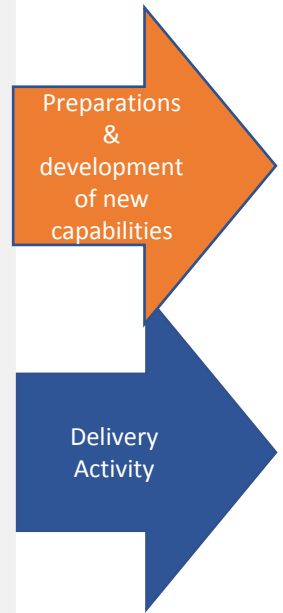 Preparations
&
development
of new
capabilities
Delivery
Activity